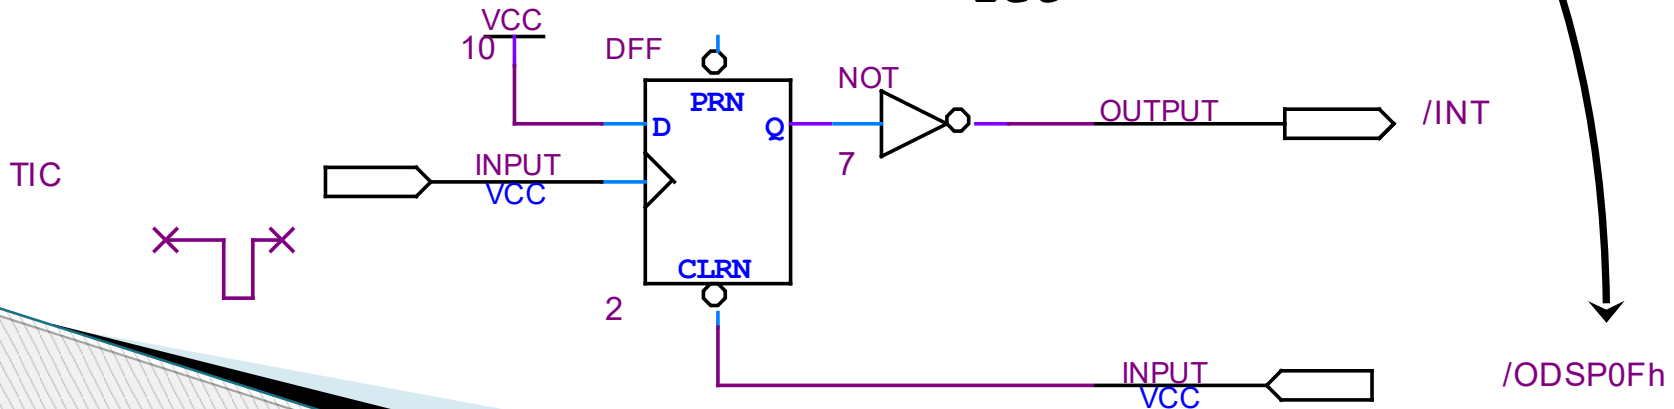 VCC
10
DFF
PRN
NOT
D
Q
OUTPUT
/INT
7
TIC
INPUT
VCC
CLRN
2
INPUT
VCC
/ODSP0Fh